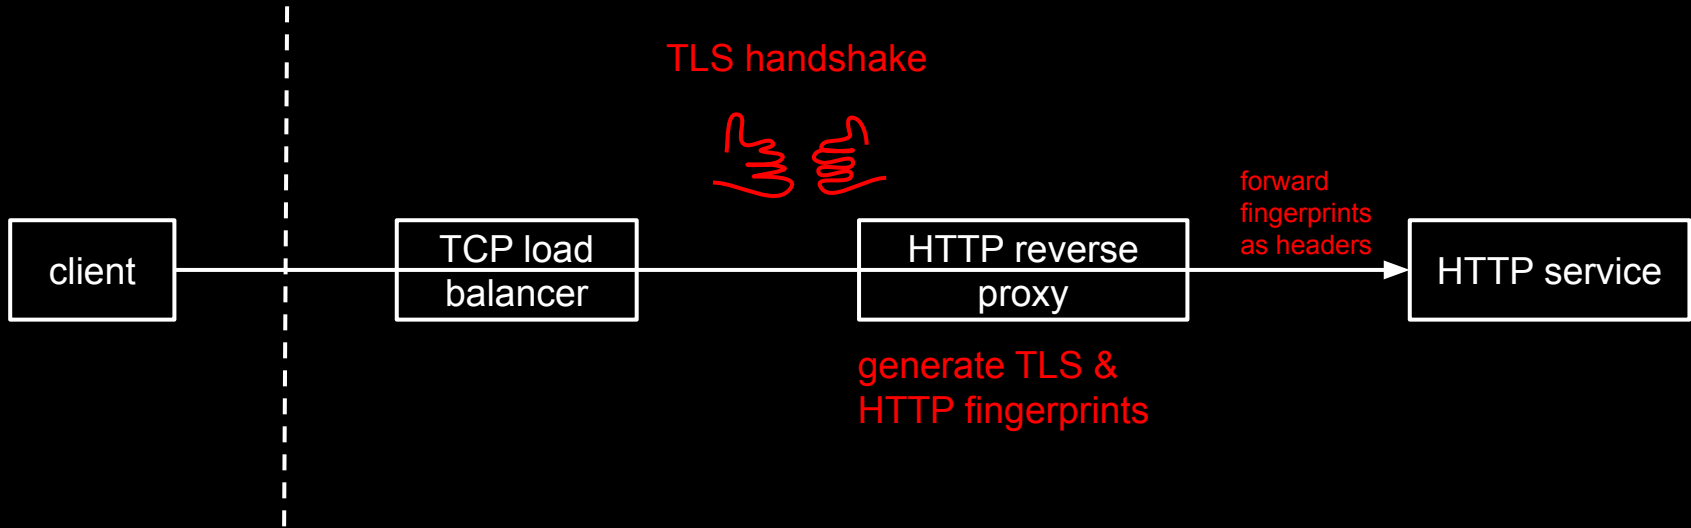 TLS handshake
client
TCP load
balancer
HTTP reverse
proxy
forward
fingerprints
as headers
HTTP service
generate TLS &
HTTP fingerprints